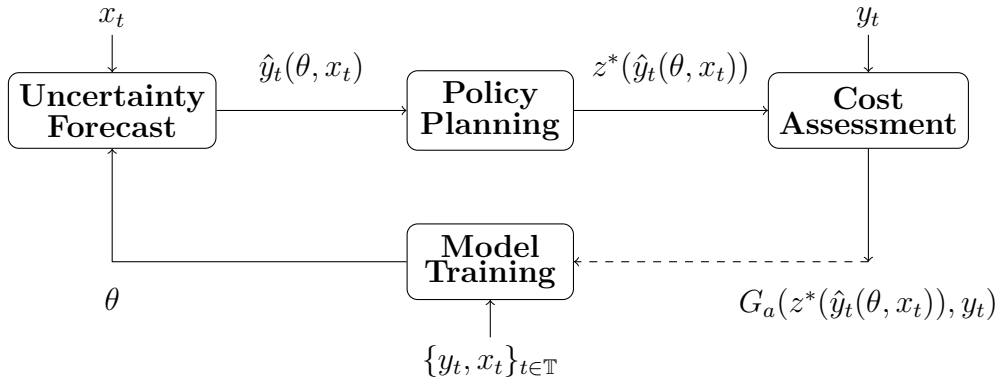 x_t
y_t
Uncertainty
Forecast
ŷ_t(θ, x_t)
Policy
Planning
z*(ŷ_t(θ, x_t))
Cost
Assessment
Model
Training
θ
G_a(z*(ŷ_t(θ, x_t)), y_t)
{y_t, x_t}_{t∈𝕋}